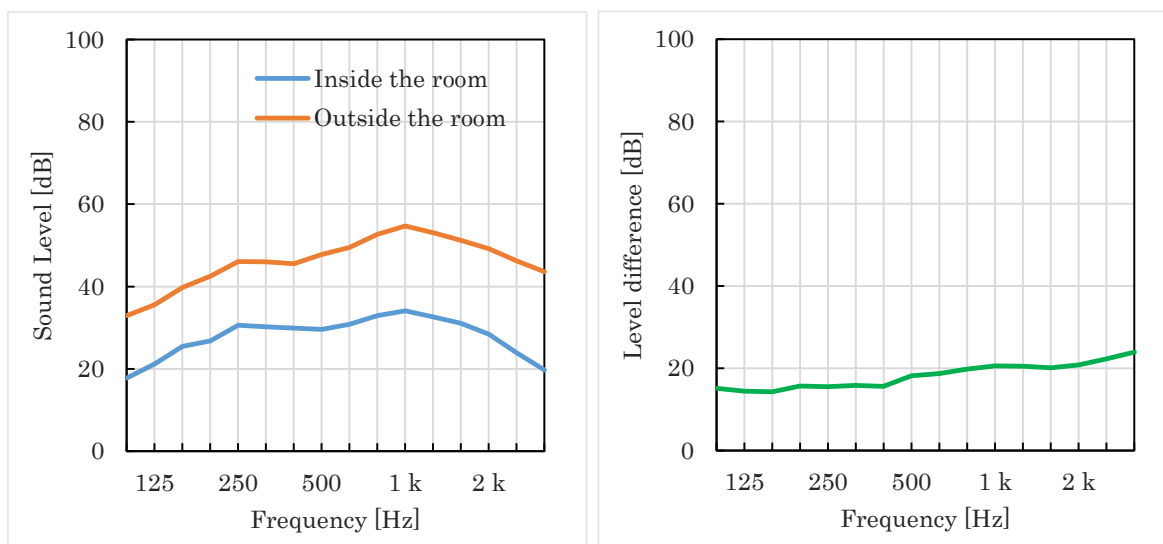 100
80
60
40
20
0
Sound Level [dB]
Inside the room
Outside the room
125 250 500 1 k 2 k
Frequency [Hz]
100
80
60
40
20
0
Level difference [dB]
125 250 500 1 k 2 k
Frequency [Hz]